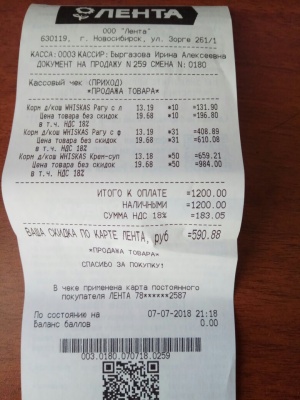 ЛЕНТА
ООО "Лента"
630119, г. Новосибирск, ул. Зорге 261/1
КАССА:0003 КАССИР:Быргазова Ирина Алексеевна
ДОКУМЕНТ НА ПРОДАЖУ N259 СМЕНА N:0180
Кассовый чек (ПРИХОД)
*ПРОДАЖА ТОВАРА*
Корм д/кош WHISKAS Рагу с л 13.19 *10 =131.90
Цена товара без скидок 19.68 *10 =196.80
в т.ч. НДС 18%
Корм д/кош WHISKAS Рагу с ф 13.19 *31 =408.89
Цена товара без скидок 19.68 *31 =610.08
в т.ч. НДС 18%
Корм д/кош WHISKAS Крем-суп 13.18 *50 =659.21
Цена товара без скидок 19.68 *50 =984.00
в т.ч. НДС 18%
ИТОГО К ОПЛАТЕ =1200.00
НАЛИЧНЫМИ =1200.00
СУММА НДС 18% =183.05
ВАША СКИДКА ПО КАРТЕ ЛЕНТА, руб =590.88
*ПРОДАЖА ТОВАРА*
СПАСИБО ЗА ПОКУПКУ!
В чеке применена карта постоянного
покупателя ЛЕНТА 78******2587
По состоянию на 07-07-2018 21:18
Баланс баллов 0.00
003.0180.070718.0259